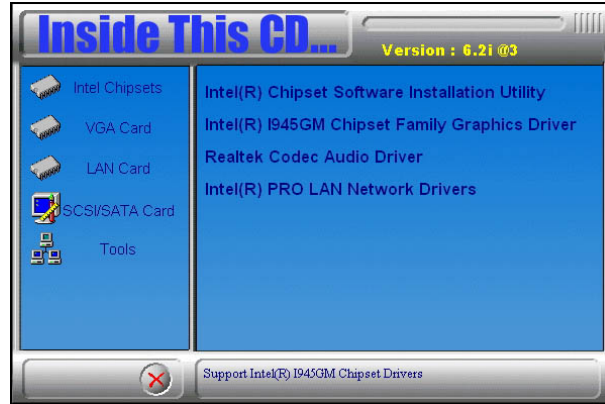 Inside This CD...
Version : 6.2i @3
Intel Chipsets
VGA Card
LAN Card
SCSI/SATA Card
Tools
Intel(R) Chipset Software Installation Utility
Intel(R) I945GM Chipset Family Graphics Driver
Realtek Codec Audio Driver
Intel(R) PRO LAN Network Drivers
Support Intel(R) I945GM Chipset Drivers